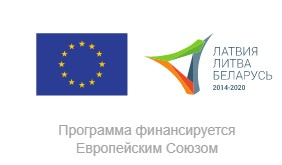 ЛАТВИЯ
ЛИТВА
БЕЛАРУСЬ
2014-2020
Программа финансируется
Европейским Союзом